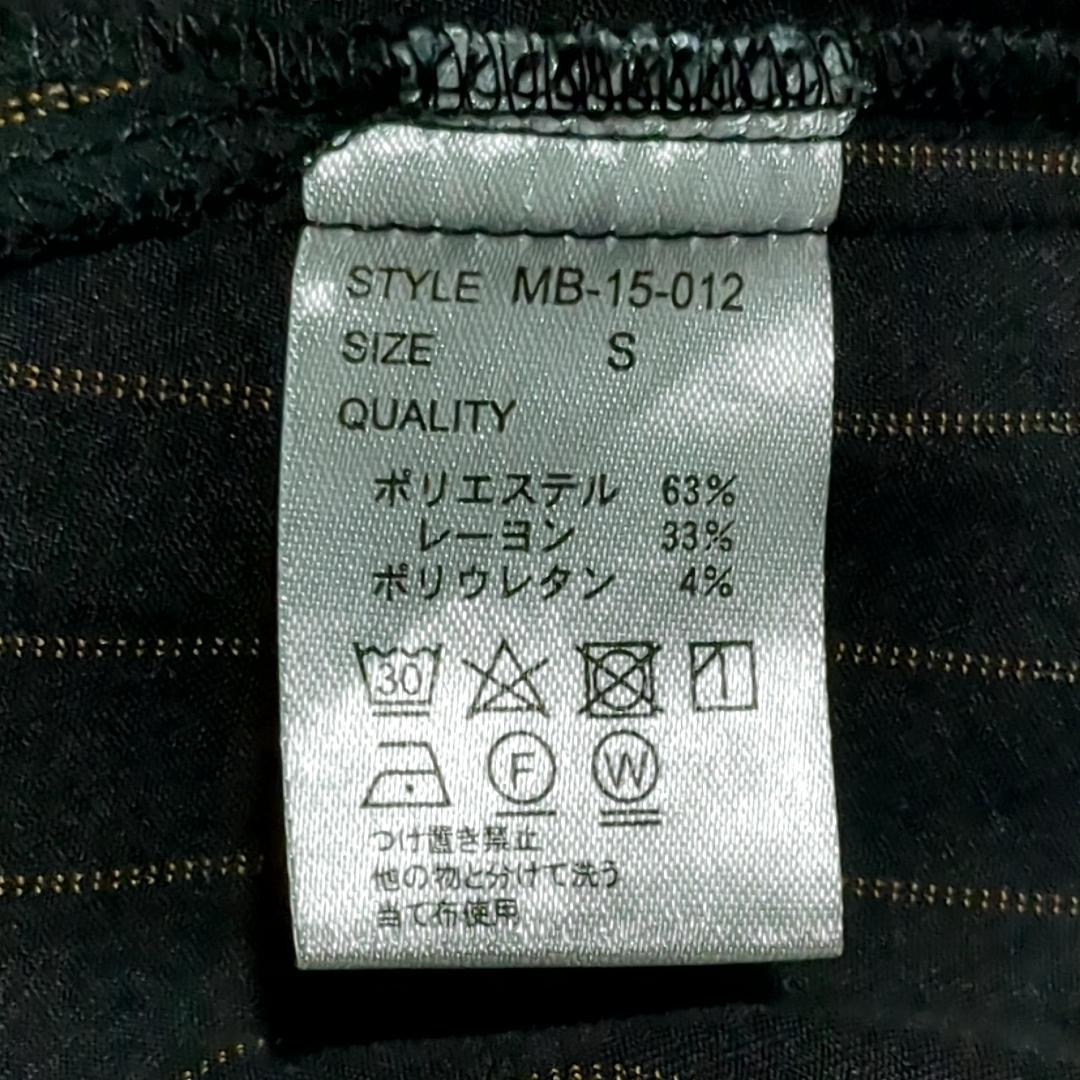 STYLE MB-15-012
SIZE S
QUALITY
ポリエステル 63%
レーヨン 33%
ポリウレタン 4%
30
F W
つけ置き禁止
他の物と分けて洗う
当て布使用